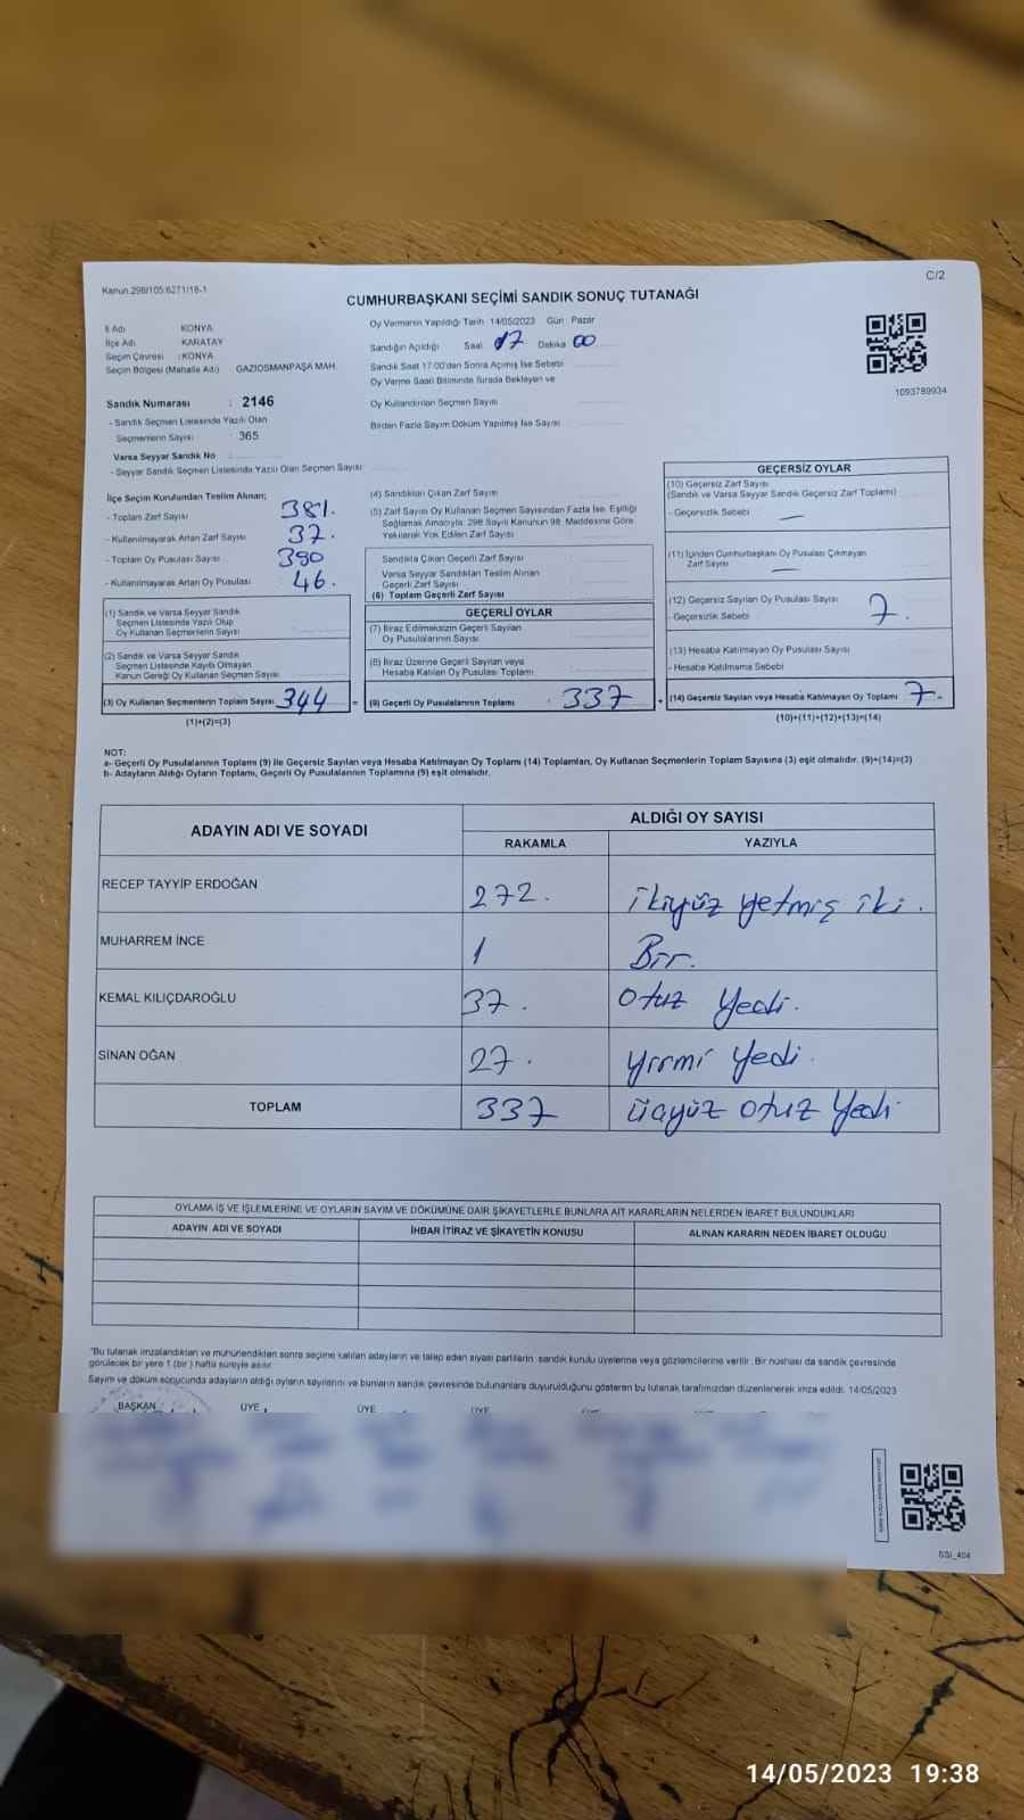 Kanun.298/105;6271/18-1
C/2
CUMHURBAŞKANI SEÇİMİ SANDIK SONUÇ TUTANAĞI
İl Adı KONYA
İlçe Adı KARATAY
Seçim Çevresi : KONYA
Seçim Bölgesi (Mahalle Adı) GAZİOSMANPAŞA MAH.
Sandık Numarası : 2146
- Sandık Seçmen Listesinde Yazılı Olan
Seçmenlerin Sayısı 365
Varsa Seyyar Sandık No
- Seyyar Sandık Seçmen Listesinde Yazılı Olan Seçmen Sayısı
Oy Vermenin Yapıldığı Tarih 14/05/2023 Gün : Pazar
Sandığın Açıldığı Saat 17 Dakika 00
Sandık Saat 17:00'den Sonra Açılmış İse Sebebi
Oy Verme Saati Bitiminde Sırada Bekleyen ve
Oy Kullandırılan Seçmen Sayısı
Birden Fazla Sayım Döküm Yapılmış İse Sayısı
1093789934
İlçe Seçim Kurulundan Teslim Alınan;
- Toplam Zarf Sayısı 381.
- Kullanılmayarak Artan Zarf Sayısı 37.
- Toplam Oy Pusulası Sayısı 390
- Kullanılmayarak Artan Oy Pusulası 46.
(1) Sandık ve Varsa Seyyar Sandık
Seçmen Listesinde Yazılı Olup
Oy Kullanan Seçmenlerin Sayısı
(2) Sandık ve Varsa Seyyar Sandık
Seçmen Listesinde Kayıtlı Olmayan
Kanun Gereği Oy Kullanan Seçmen Sayısı
(3) Oy Kullanan Seçmenlerin Toplam Sayısı 344
(1)+(2)=(3)
(4) Sandıktan Çıkan Zarf Sayısı
(5) Zarf Sayısı Oy Kullanan Seçmen Sayısından Fazla İse, Eşitliği
Sağlamak Amacıyla, 298 Sayılı Kanunun 98. Maddesine Göre
Yakılarak Yok Edilen Zarf Sayısı
Sandıkta Çıkan Geçerli Zarf Sayısı
Varsa Seyyar Sandıktan Teslim Alınan
Geçerli Zarf Sayısı
(6) Toplam Geçerli Zarf Sayısı
GEÇERLİ OYLAR
(7) İtiraz Edilmeksizin Geçerli Sayılan
Oy Pusulalarının Sayısı
(8) İtiraz Üzerine Geçerli Sayılan veya
Hesaba Katılan Oy Pusulası Toplamı
= (9) Geçerli Oy Pusulalarının Toplamı 337
GEÇERSİZ OYLAR
(10) Geçersiz Zarf Sayısı
(Sandık ve Varsa Seyyar Sandık Geçersiz Zarf Toplamı)
- Geçersizlik Sebebi —
(11) İçinden Cumhurbaşkanı Oy Pusulası Çıkmayan
Zarf Sayısı —
(12) Geçersiz Sayılan Oy Pusulası Sayısı 7.
- Geçersizlik Sebebi
(13) Hesaba Katılmayan Oy Pusulası Sayısı
- Hesaba Katılmama Sebebi
+ (14) Geçersiz Sayılan veya Hesaba Katılmayan Oy Toplamı 7.
(10)+(11)+(12)+(13)=(14)
NOT:
a- Geçerli Oy Pusulalarının Toplamı (9) ile Geçersiz Sayılan veya Hesaba Katılmayan Oy Toplamı (14) Toplamları, Oy Kullanan Seçmenlerin Toplam Sayısına (3) eşit olmalıdır. (9)+(14)=(3)
b- Adayların Aldığı Oyların Toplamı, Geçerli Oy Pusulalarının Toplamına (9) eşit olmalıdır.
ADAYIN ADI VE SOYADI
ALDIĞI OY SAYISI
RAKAMLA YAZIYLA
RECEP TAYYİP ERDOĞAN 272. ikiyüz yetmiş iki.
MUHARREM İNCE 1 Bir.
KEMAL KILIÇDAROĞLU 37. otuz Yedi.
SİNAN OĞAN 27. yirmi yedi.
TOPLAM 337 üçyüz otuz Yedi
OYLAMA İŞ VE İŞLEMLERİNE VE OYLARIN SAYIM VE DÖKÜMÜNE DAİR ŞİKAYETLERLE BUNLARA AİT KARARLARIN NELERDEN İBARET BULUNDUKLARI
ADAYIN ADI VE SOYADI İHBAR İTİRAZ VE ŞİKAYETİN KONUSU ALINAN KARARIN NEDEN İBARET OLDUĞU
"Bu tutanak imzalandıktan ve mühürlendikten sonra seçime katılan adayların ve talep eden siyasi partilerin sandık kurulu üyelerine veya gözlemcilerine verilir. Bir nüshası da sandık çevresinde
görülecek bir yere 1 (bir) hafta süreyle asılır.
Sayım ve döküm sonucunda adayların aldığı oyların sayılarını ve bunların sandık çevresinde bulunanlara duyurulduğunu gösteren bu tutanak tarafımızdan düzenlenerek imza edildi. 14/05/2023
BAŞKAN ÜYE ÜYE ÜYE
14/05/2023 19:38